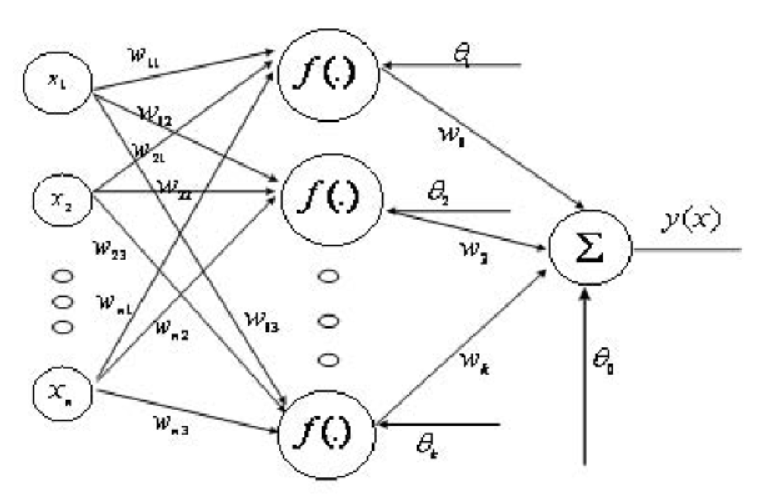 x₁
w₁₁
f(.)
θ₁
w₁₂
w₂₁
w₁
x₂
w₂₂
f(.)
θ₂
y(x)
w₂₃
w₂
Σ
wₙ₁
wₙ₂
w₁₃
wₖ
θ₀
xₙ
wₙ₃
f(.)
θₖ